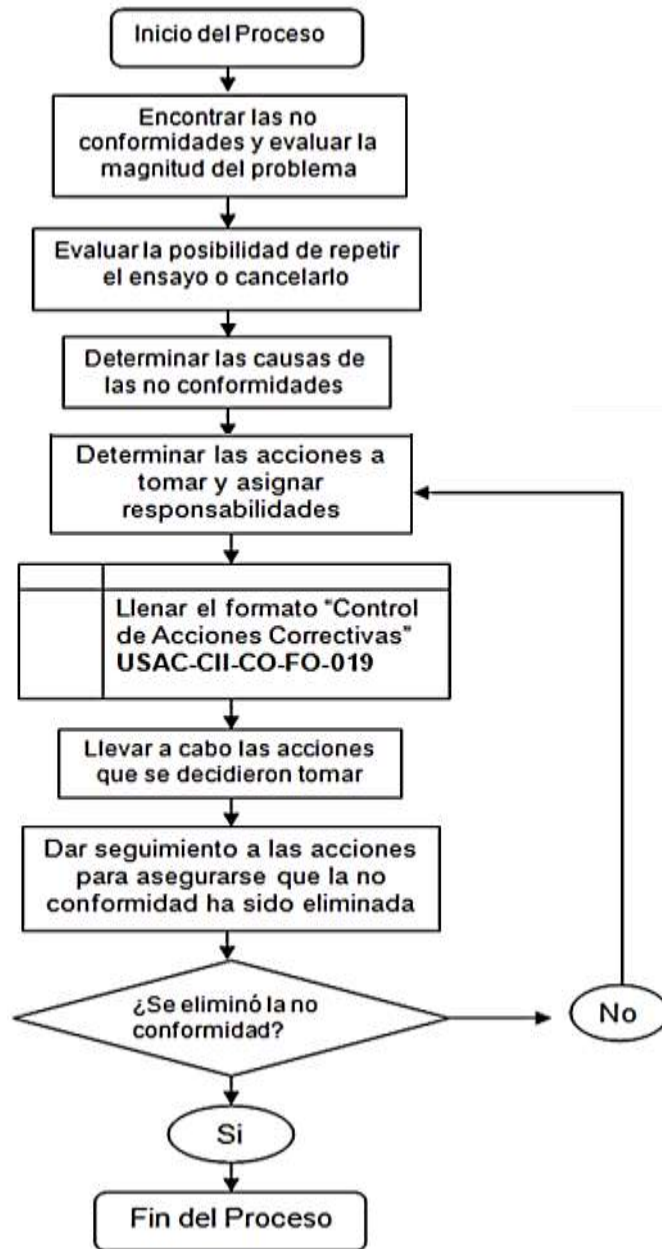 Inicio del Proceso
Encontrar las no
conformidades y evaluar la
magnitud del problema
Evaluar la posibilidad de repetir
el ensayo o cancelarlo
Determinar las causas de
las no conformidades
Determinar las acciones a
tomar y asignar
responsabilidades
Llenar el formato “Control
de Acciones Correctivas”
USAC-CII-CO-FO-019
Llevar a cabo las acciones
que se decidieron tomar
Dar seguimiento a las acciones
para asegurarse que la no
conformidad ha sido eliminada
¿Se eliminó la no
conformidad?
No
Si
Fin del Proceso